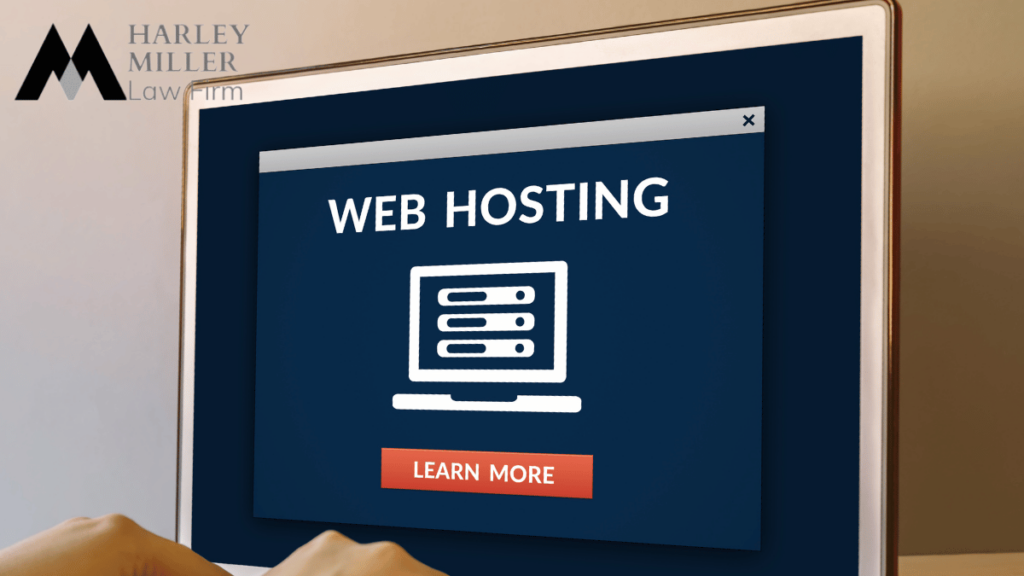 HARLEY
MILLER
Law Firm
WEB HOSTING
LEARN MORE